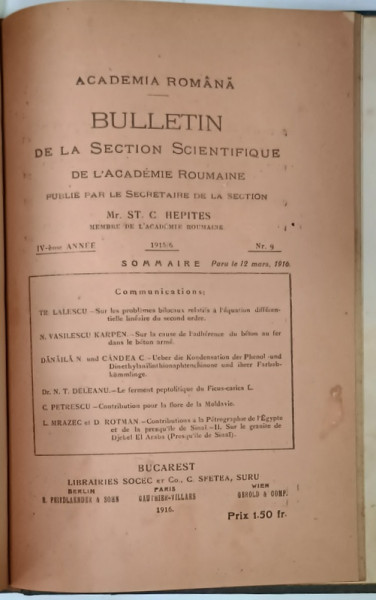 ACADEMIA ROMÂNĂ
BULLETIN
DE LA SECTION SCIENTIFIQUE
DE L'ACADÉMIE ROUMAINE
PUBLIÉ PAR LE SECRÉTAIRE DE LA SECTION
Mr. ST. C. HEPITES
MEMBRE DE L'ACADÉMIE ROUMAINE
IV-ème ANNÉE 1915/6. Nr. 9
SOMMAIRE Paru le 12 mars, 1916.
Communications:
TR. LALESCU—Sur les problèmes bilocaux relatifs à l'équation différen-
tielle linéaire du second ordre.
N. VASILESCU KARPEN.—Sur la cause de l'adhérence du béton au fer
dans le béton armé.
DĂNĂILĂ N und CÂNDEA C.—Ueber die Kondensation des Phenol und
und ihrer
Dr. N. T. DELEANU.—Le ferment peptolitique du Ficus-carica L.
C. PETRESCU—Contributions pour la flore de la Moldavie.
L. MRAZEC et D. ROTMAN—Contributions à la Pétrographie de l'Égypte
et de la presqu'île de Sinaï—II. Sur le granite de
Djebel El Araba (Presqu'île de Sinaï).
BUCAREST
LIBRAIRIES SOCEC et Co., C. SFETEA, SURU
BERLIN PARIS WIEN
R. FRIEDLAENDER & SOHN GAUTHIER-VILLARS GEROLD & COMP.
1916.
Prix 1.50 fr.